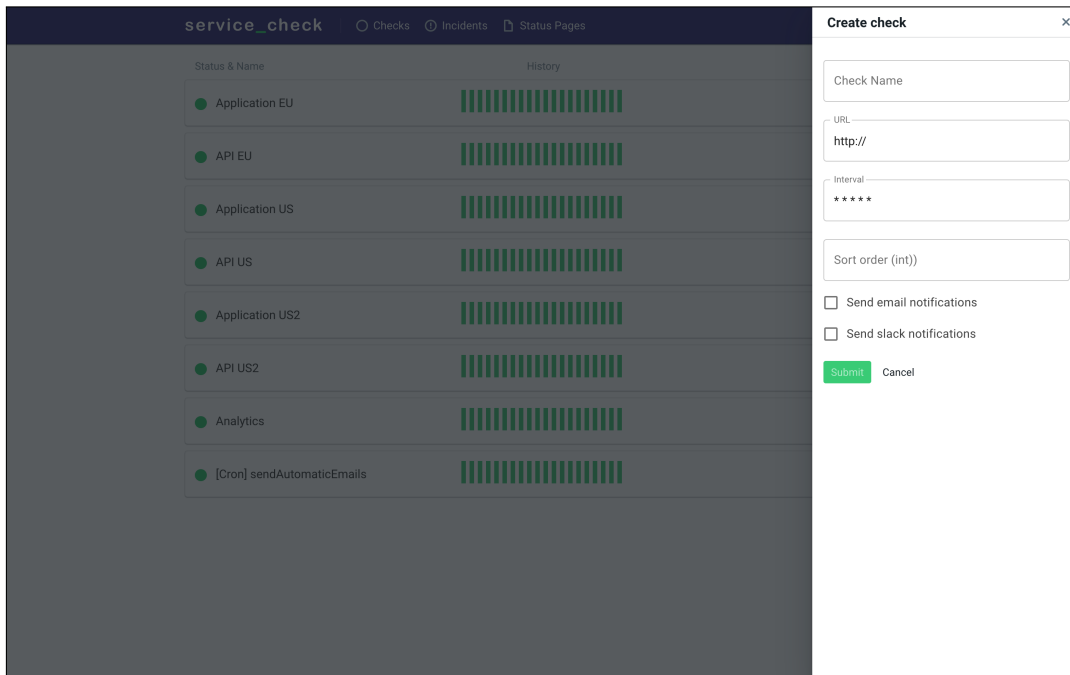 service_check Checks Incidents Status Pages
Status & Name History
Application EU
API EU
Application US
API US
Application US2
API US2
Analytics
[Cron] sendAutomaticEmails
Create check ×
Check Name
URL
http://
Interval
* * * * *
Sort order (int))
Send email notifications
Send slack notifications
Submit Cancel